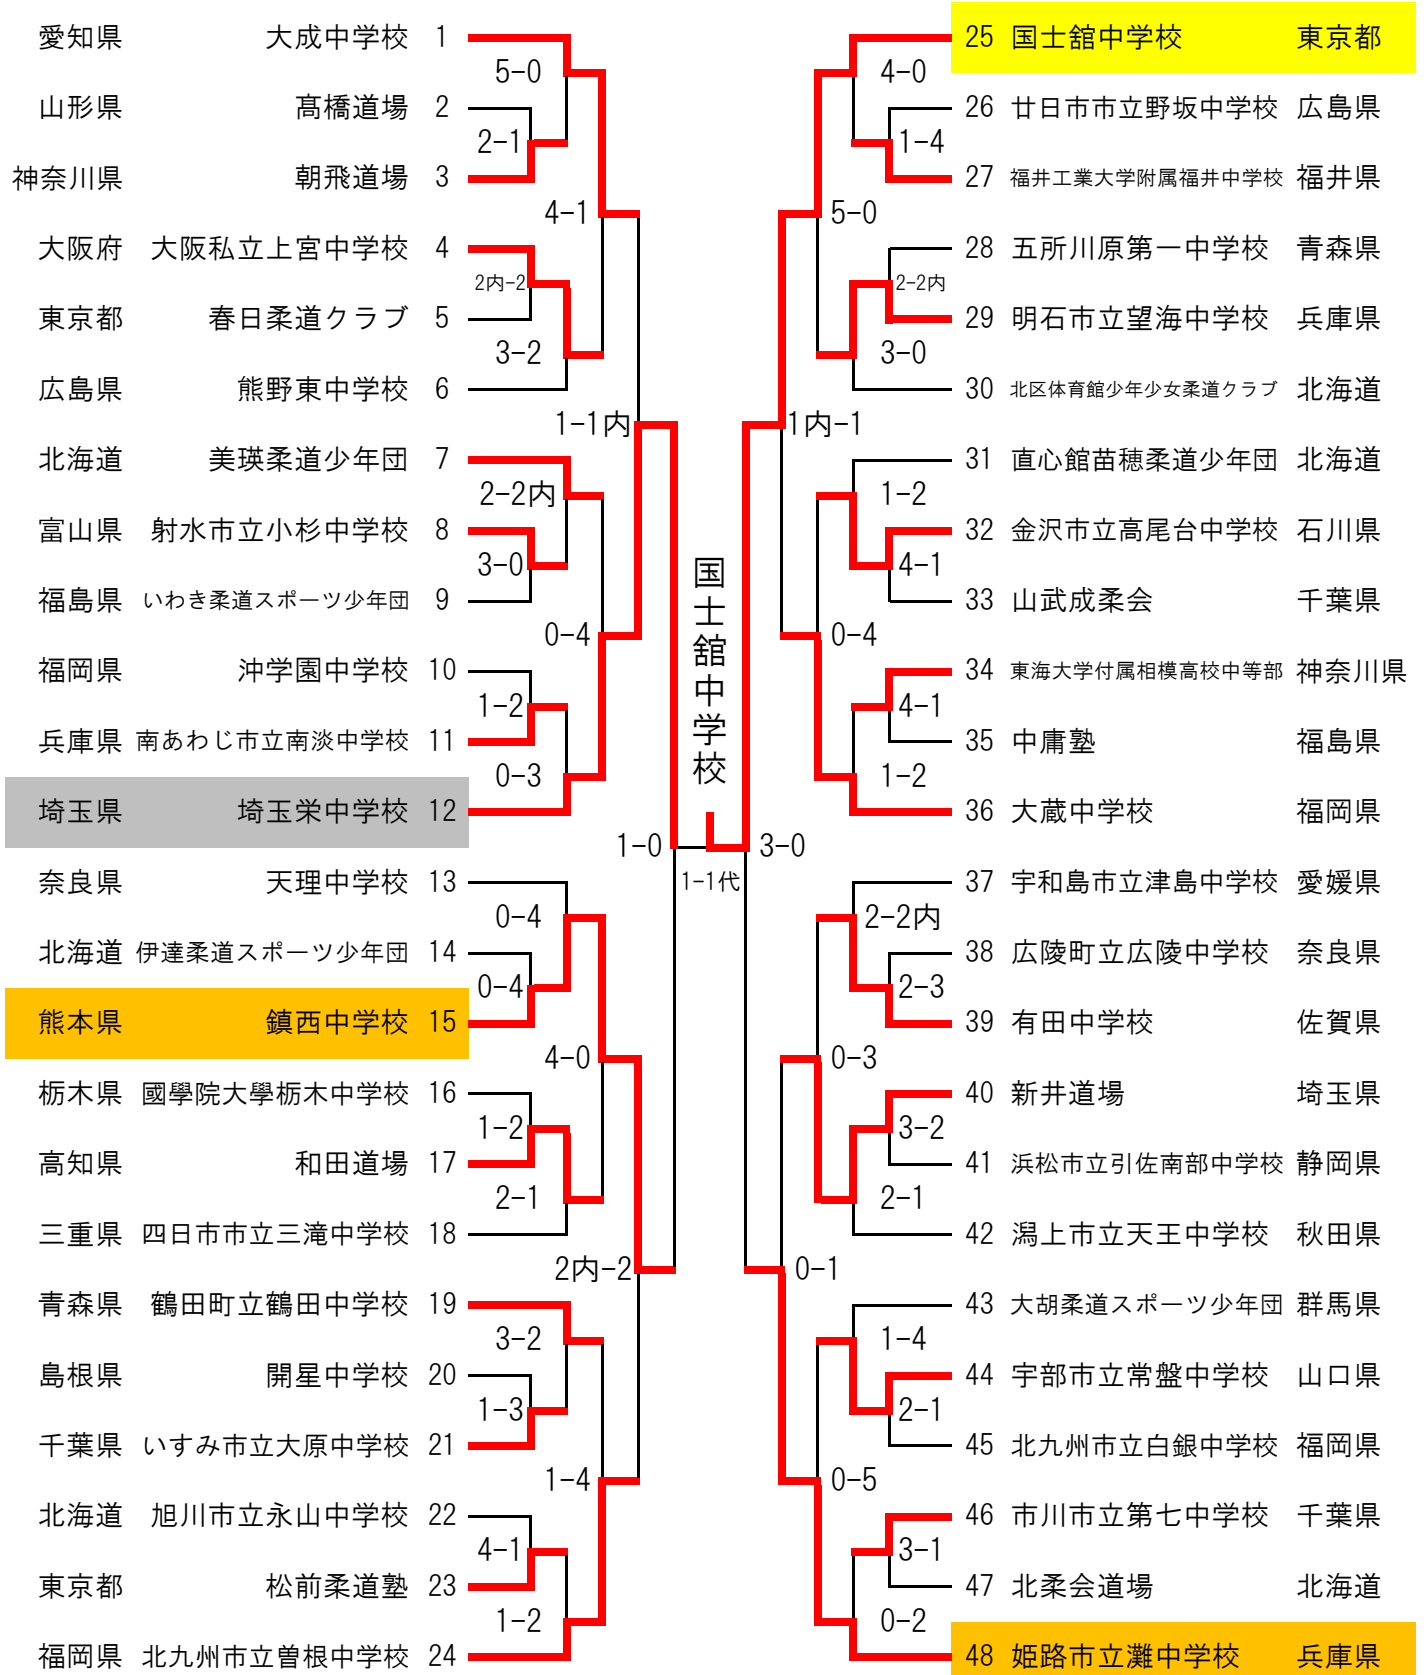 愛知県 大成中学校 1
5-0
山形県 髙橋道場 2
2-1
神奈川県 朝飛道場 3
4-1
大阪府 大阪私立上宮中学校 4
2内-2
東京都 春日柔道クラブ 5
3-2
広島県 熊野東中学校 6
1-1内
北海道 美瑛柔道少年団 7
2-2内
富山県 射水市立小杉中学校 8
3-0
福島県 いわき柔道スポーツ少年団 9
0-4
福岡県 沖学園中学校 10
1-2
兵庫県 南あわじ市立南淡中学校 11
0-3
埼玉県 埼玉栄中学校 12
1-0
奈良県 天理中学校 13
0-4
北海道 伊達柔道スポーツ少年団 14
0-4
熊本県 鎮西中学校 15
4-0
栃木県 國學院大學栃木中学校 16
1-2
高知県 和田道場 17
2-1
三重県 四日市市立三滝中学校 18
2内-2
青森県 鶴田町立鶴田中学校 19
3-2
島根県 開星中学校 20
1-3
千葉県 いすみ市立大原中学校 21
1-4
北海道 旭川市立永山中学校 22
4-1
東京都 松前柔道塾 23
1-2
福岡県 北九州市立曽根中学校 24
国士舘中学校
1-1代
25 国士舘中学校 東京都
4-0
26 廿日市市立野坂中学校 広島県
1-4
27 福井工業大学附属福井中学校 福井県
5-0
28 五所川原第一中学校 青森県
2-2内
29 明石市立望海中学校 兵庫県
3-0
30 北区体育館少年少女柔道クラブ 北海道
1内-1
31 直心館苗穂柔道少年団 北海道
1-2
32 金沢市立高尾台中学校 石川県
4-1
33 山武成柔会 千葉県
0-4
34 東海大学付属相模高校中等部 神奈川県
4-1
35 中庸塾 福島県
1-2
36 大蔵中学校 福岡県
3-0
37 宇和島市立津島中学校 愛媛県
2-2内
38 広陵町立広陵中学校 奈良県
2-3
39 有田中学校 佐賀県
0-3
40 新井道場 埼玉県
3-2
41 浜松市立引佐南部中学校 静岡県
2-1
42 潟上市立天王中学校 秋田県
0-1
43 大胡柔道スポーツ少年団 群馬県
1-4
44 宇部市立常盤中学校 山口県
2-1
45 北九州市立白銀中学校 福岡県
0-5
46 市川市立第七中学校 千葉県
3-1
47 北柔会道場 北海道
0-2
48 姫路市立灘中学校 兵庫県